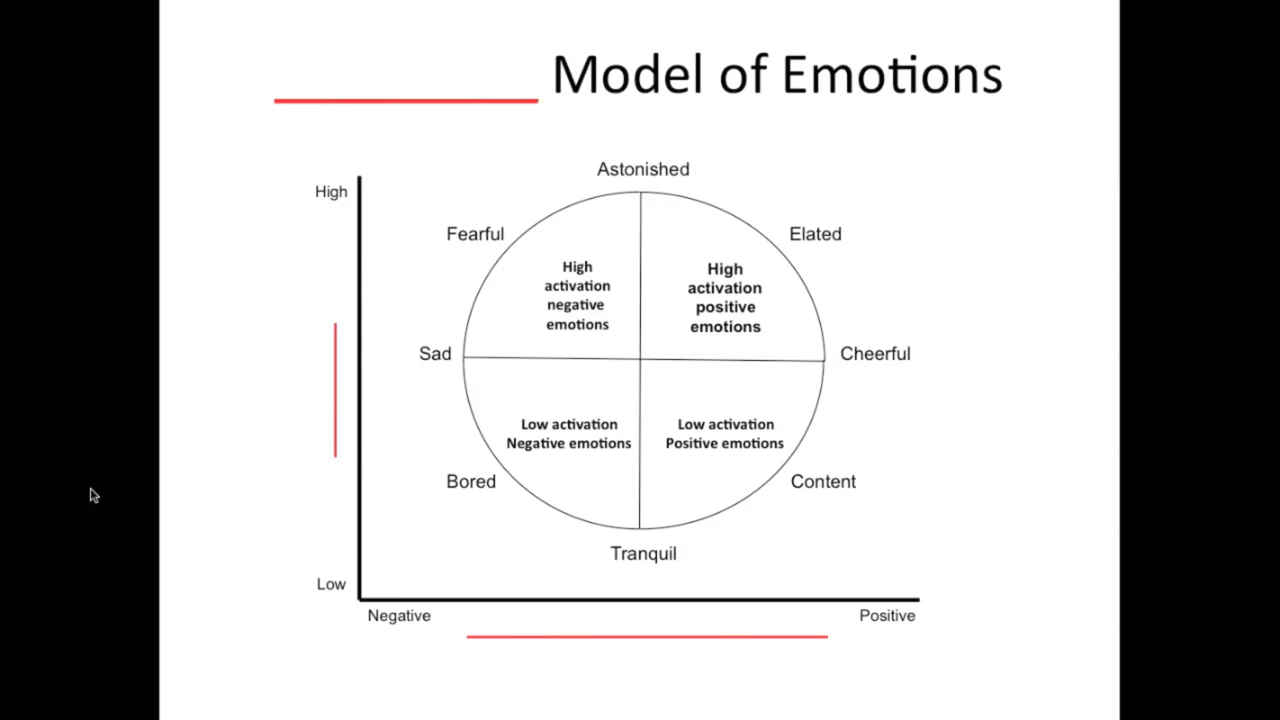 Model of Emotions
Astonished
High
Fearful
Elated
High
activation
negative
emotions
High
activation
positive
emotions
Sad
Cheerful
Low activation
Negative emotions
Low activation
Positive emotions
Bored
Content
Tranquil
Low
Negative
Positive